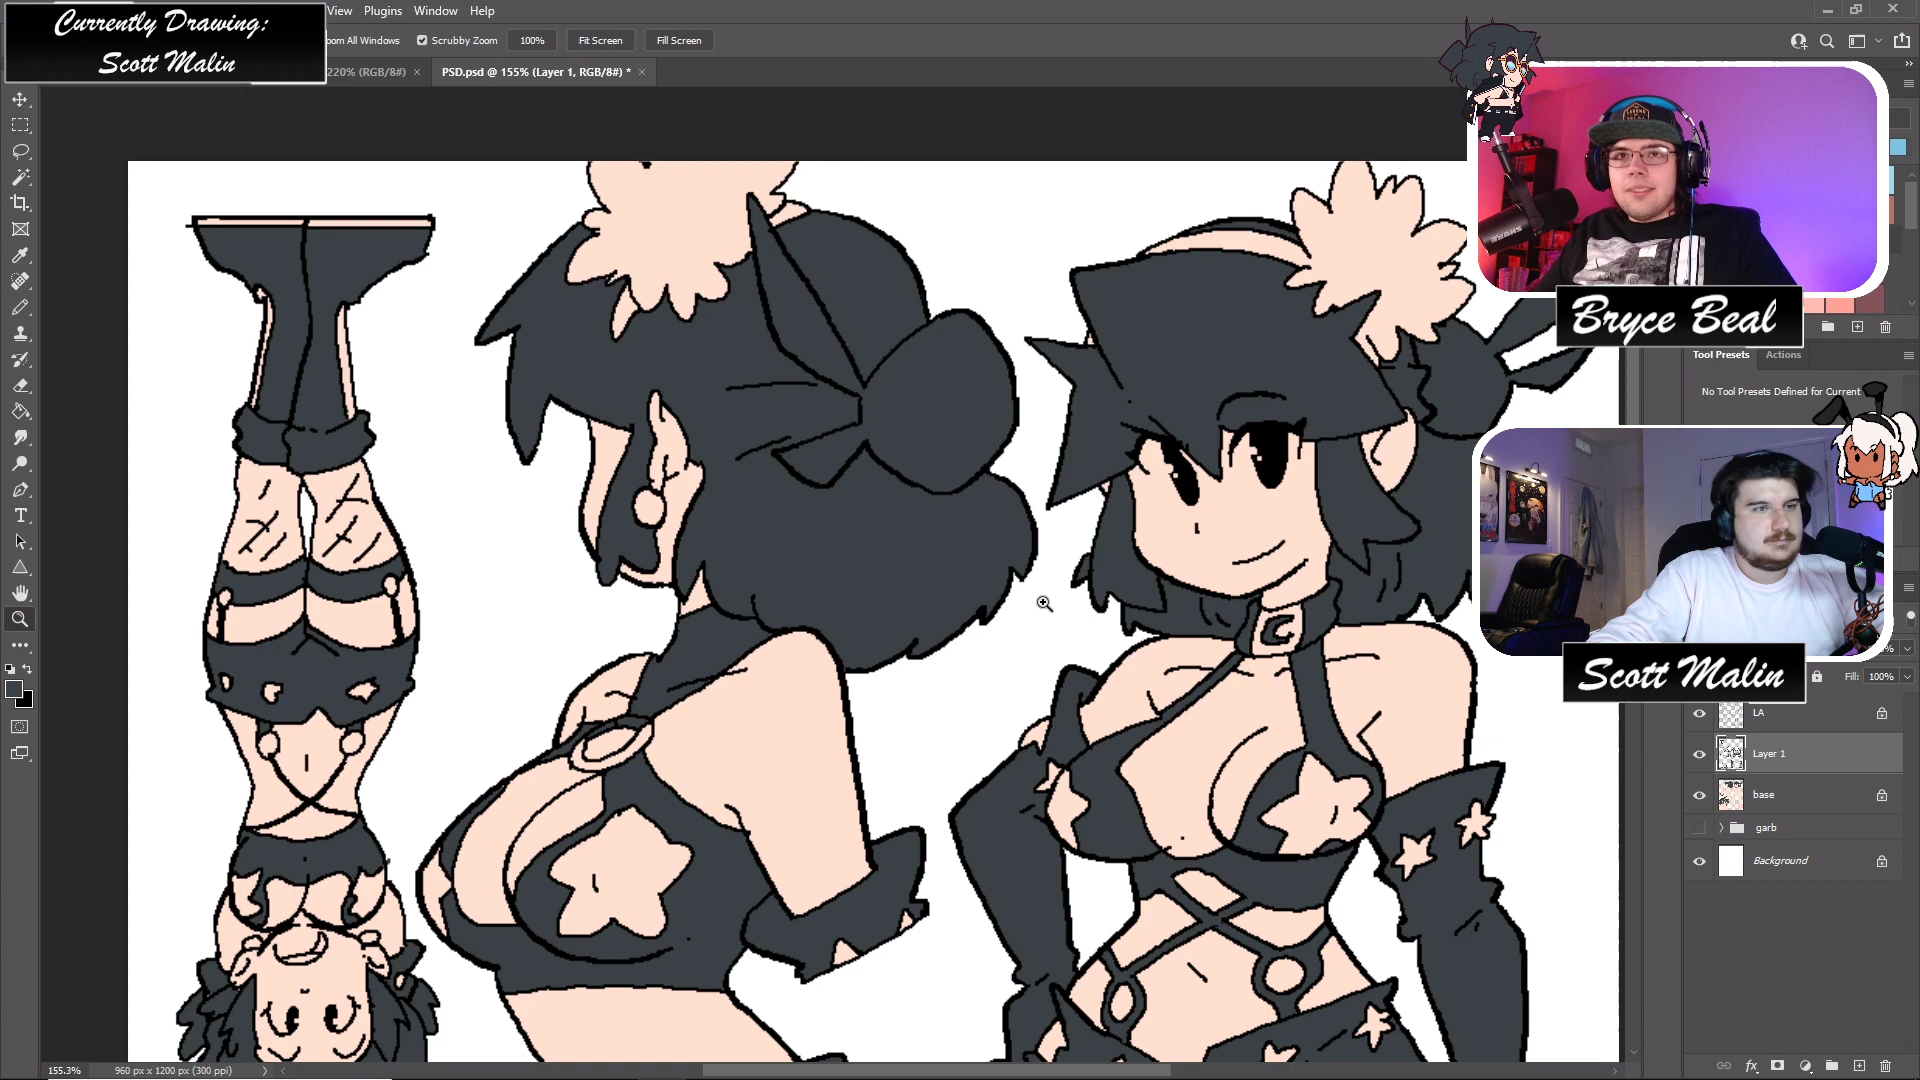 Currently Drawing:
Scott Malin
View Plugins Window Help
Zoom All Windows Scrubby Zoom 100% Fit Screen Fill Screen
220% (RGB/8#) PSD.psd @ 155% (Layer 1, RGB/8#) *
SHURE
Bryce Beal
Tool Presets Actions
No Tool Presets Defined for Current
Scott Malin
Fill: 100%
LA
Layer 1
base
garb
Background
155.3% 960 px x 1200 px (300 ppi)